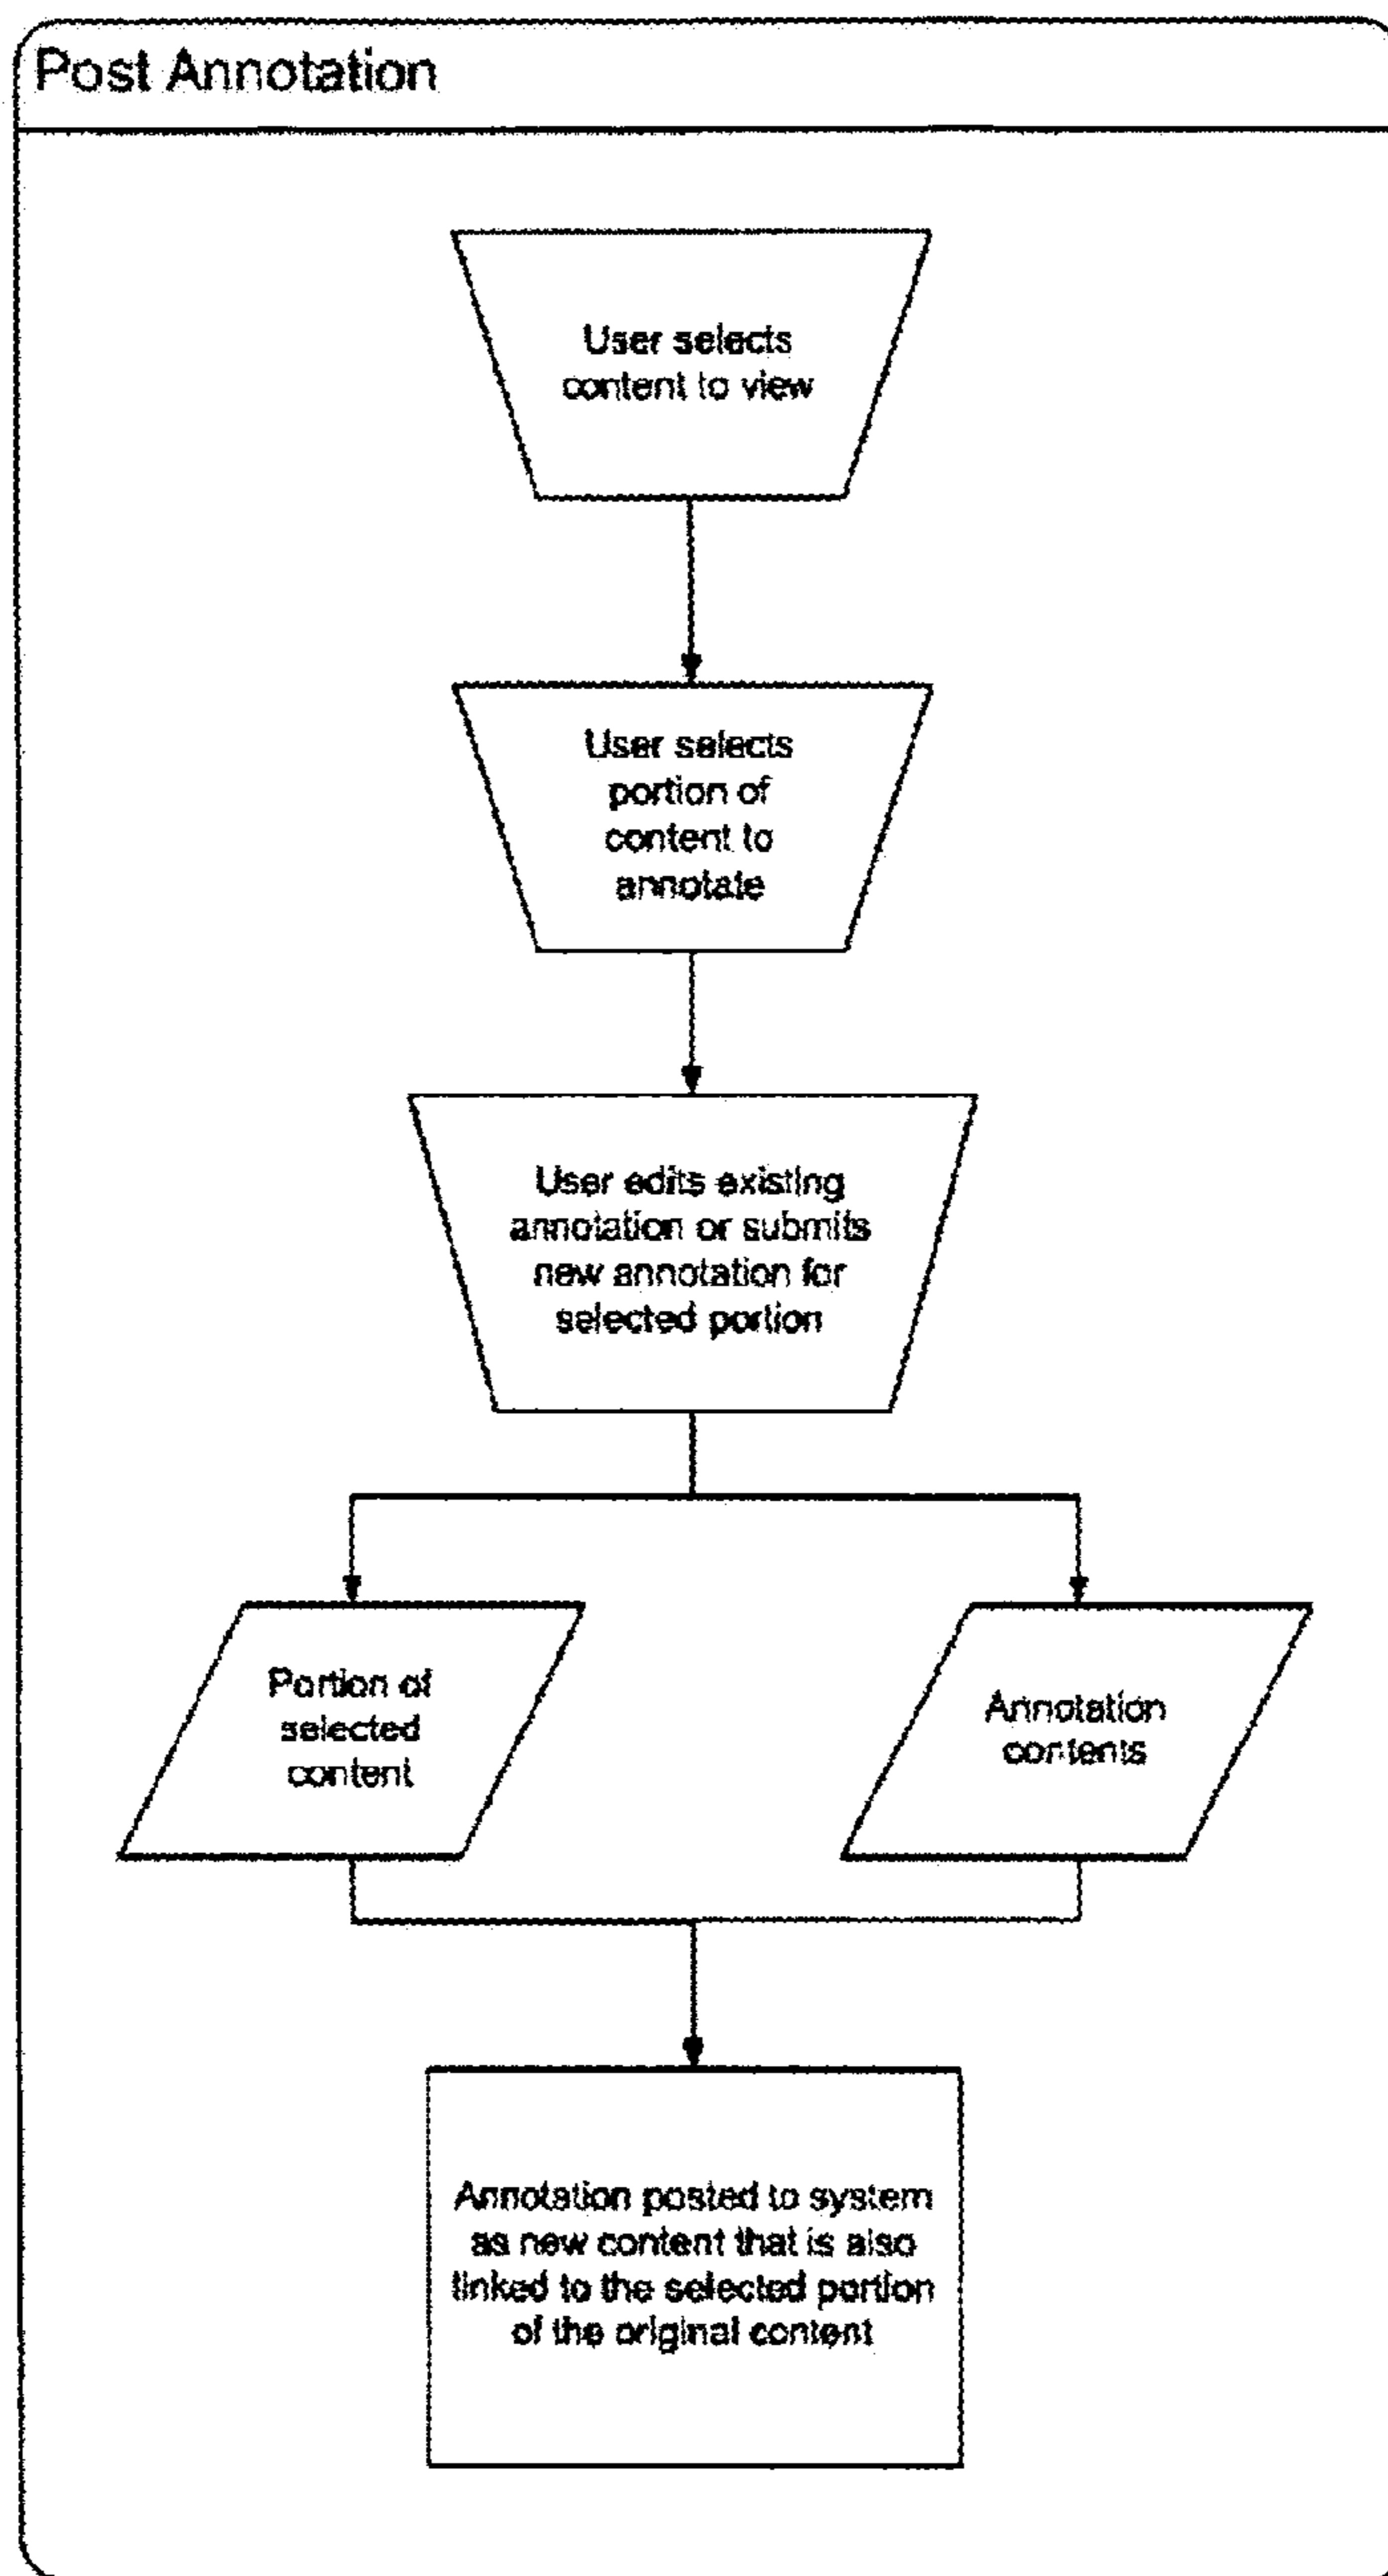 Post Annotation
User selects
content to view
User selects
portion of
content to
annotate
User edits existing
annotation or submits
new annotation for
selected portion
Portion of
selected
content
Annotation
contents
Annotation posted to system
as new content that is also
linked to the selected portion
of the original content